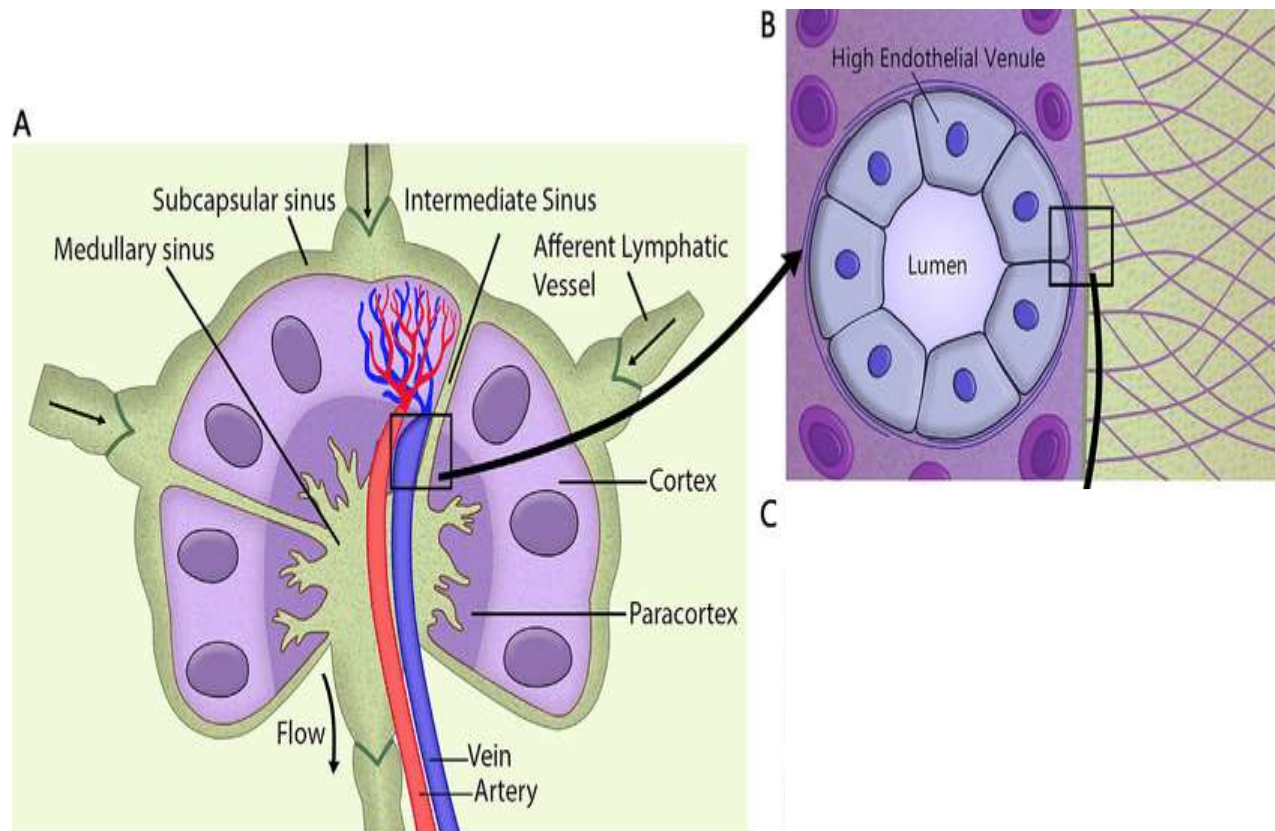 A
Subcapsular sinus
Intermediate Sinus
Medullary sinus
Afferent Lymphatic
Vessel
Cortex
Paracortex
Flow
Vein
Artery
B
High Endothelial Venule
Lumen
C